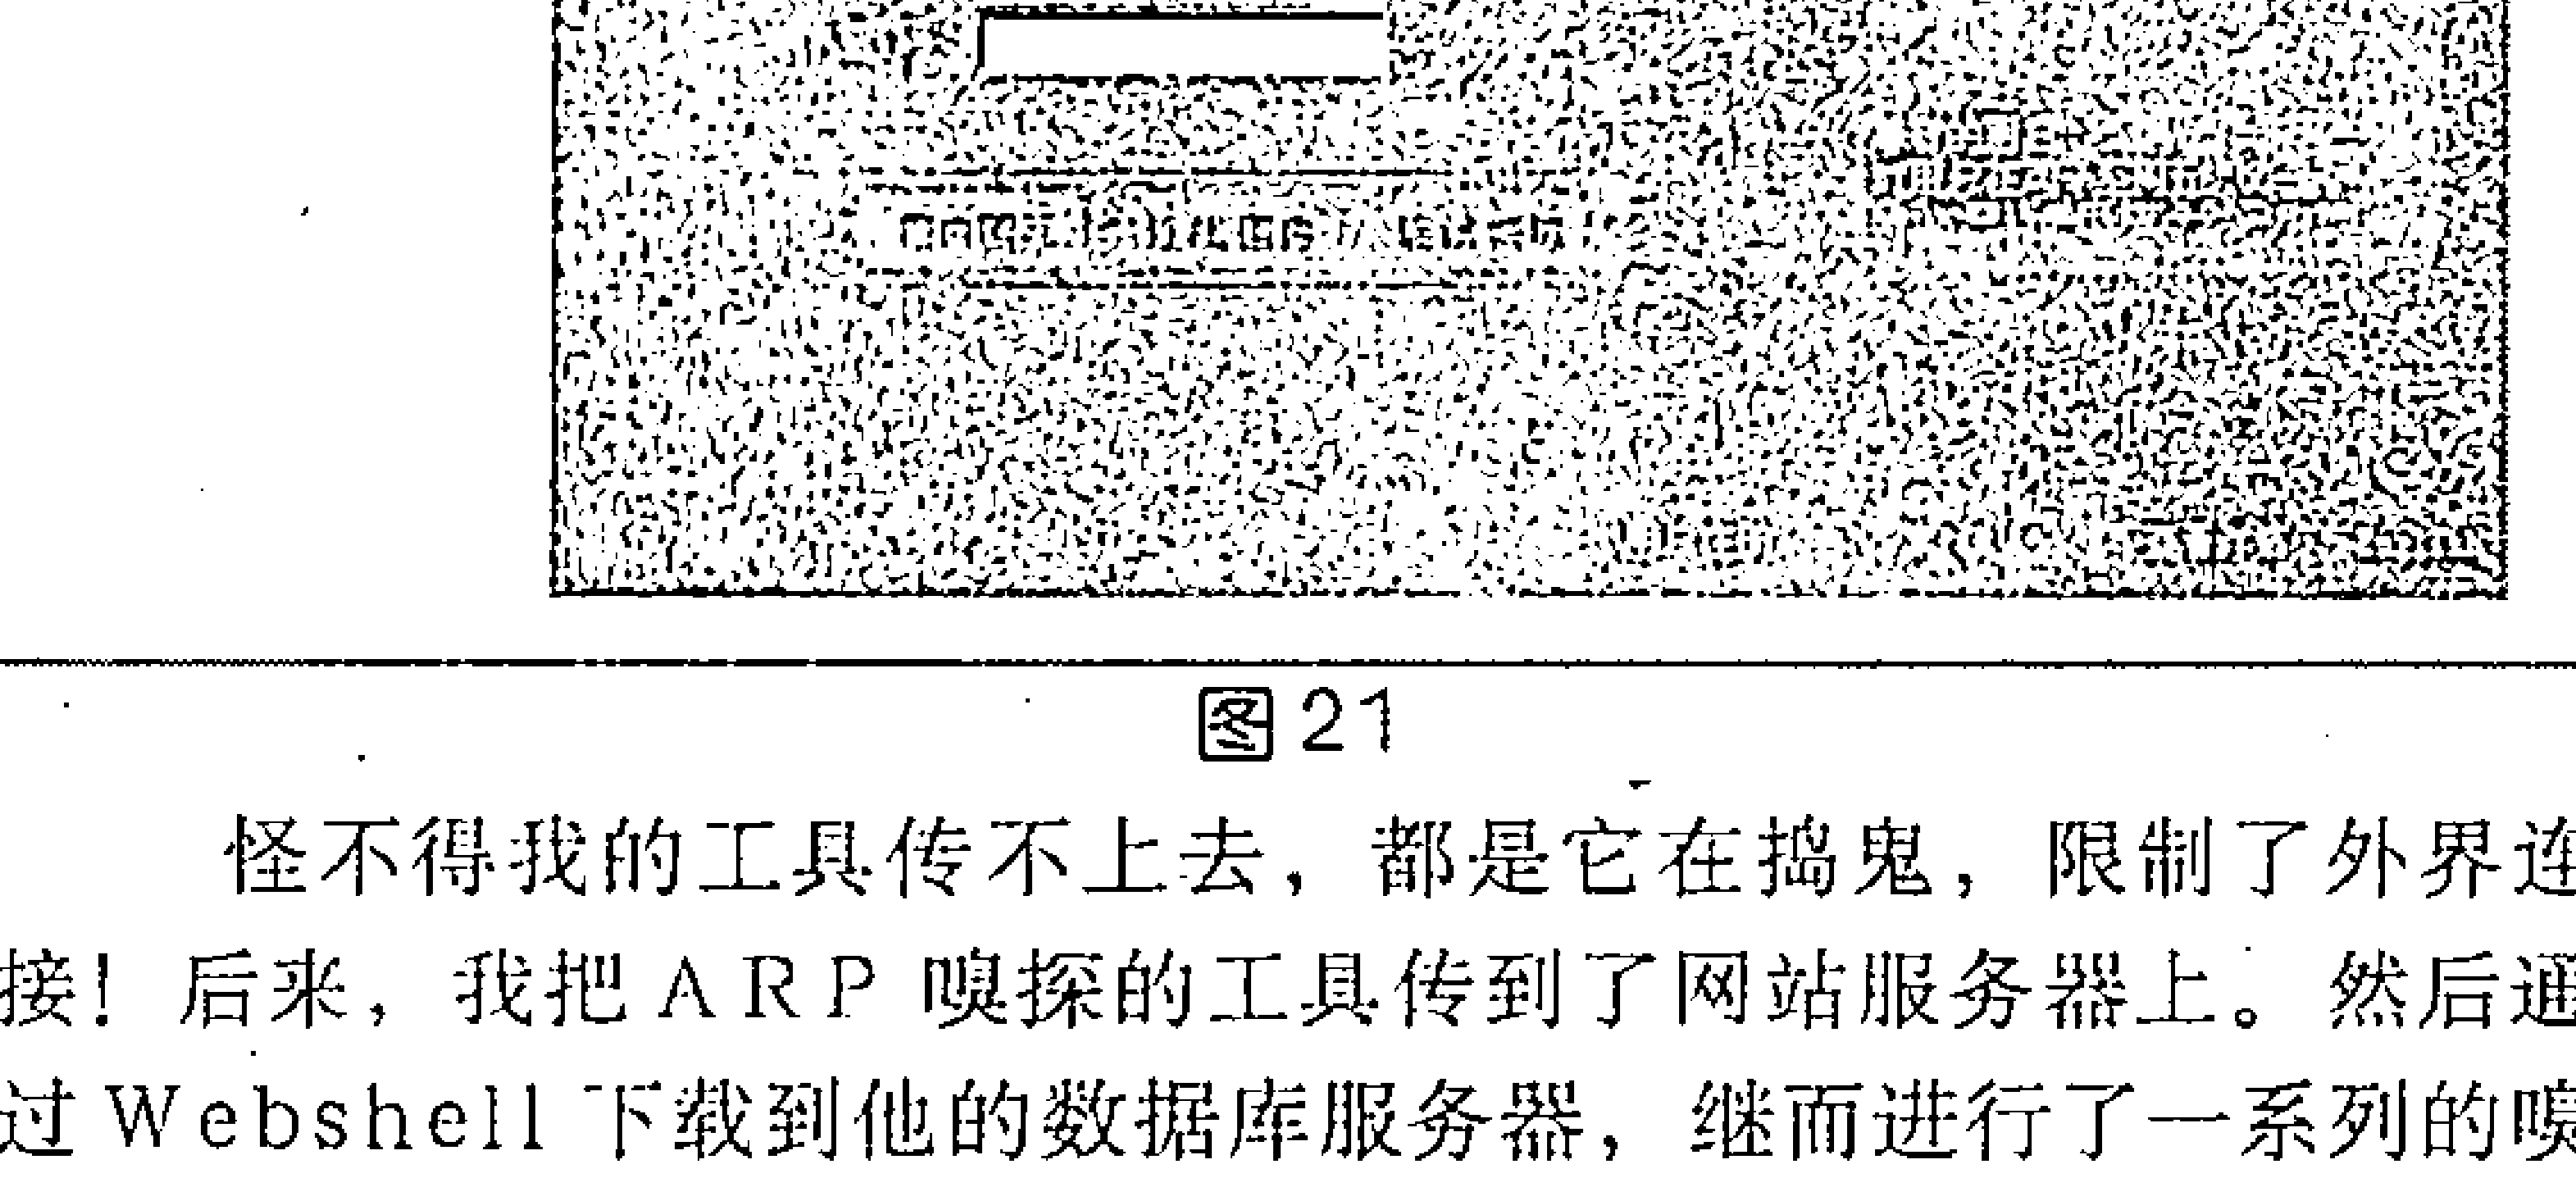 图21
怪不得我的工具传不上去，都是它在捣鬼，限制了外界连
接！后来，我把ARP嗅探的工具传到了网站服务器上。然后通
过Webshell下载到他的数据库服务器，继而进行了一系列的嗅